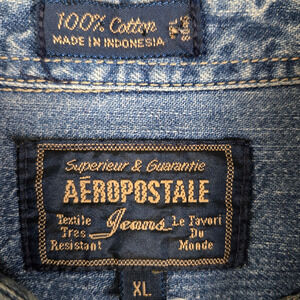 100% Cotton
MADE IN INDONESIA
Superieur & Guarantie
AÉROPOSTALE
Textile Jeans Le Favori
Tres Du
Resistant Monde
XL